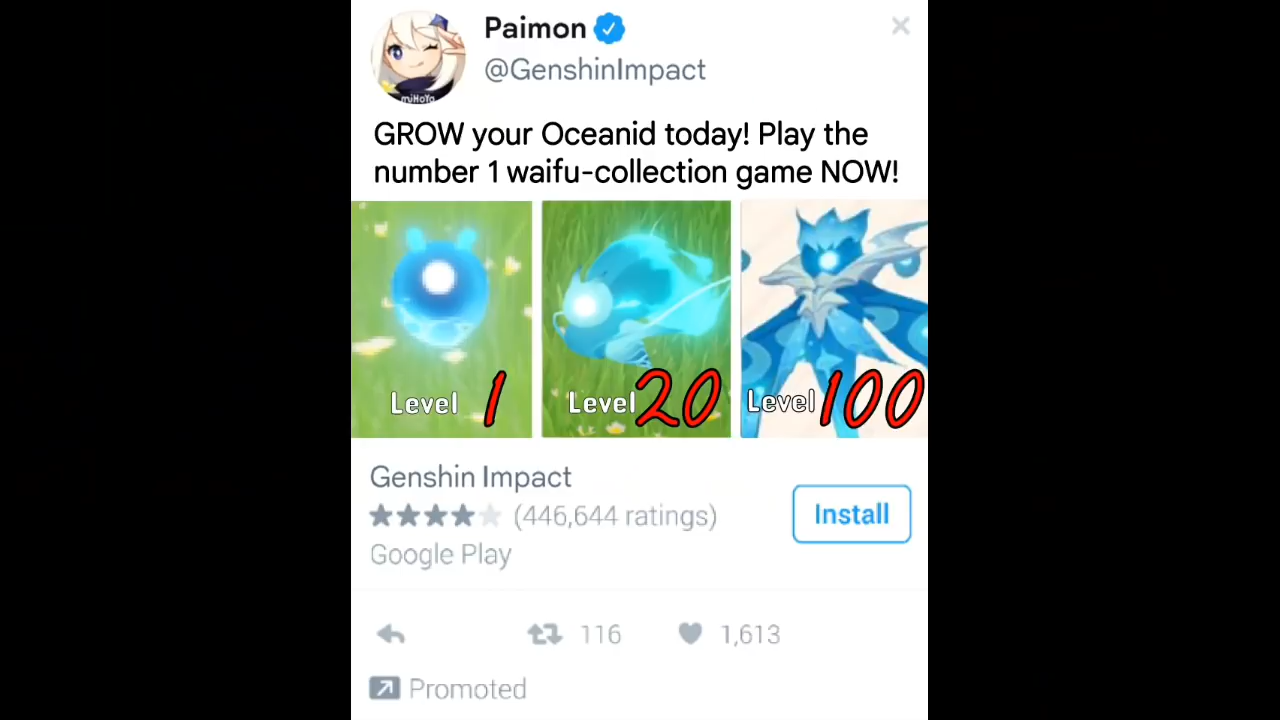 Paimon
@GenshinImpact
miHoYo
GROW your Oceanid today! Play the
number 1 waifu-collection game NOW!
Level 1
Level 20
Level 100
Genshin Impact
(446,644 ratings)
Install
Google Play
116
1,613
Promoted